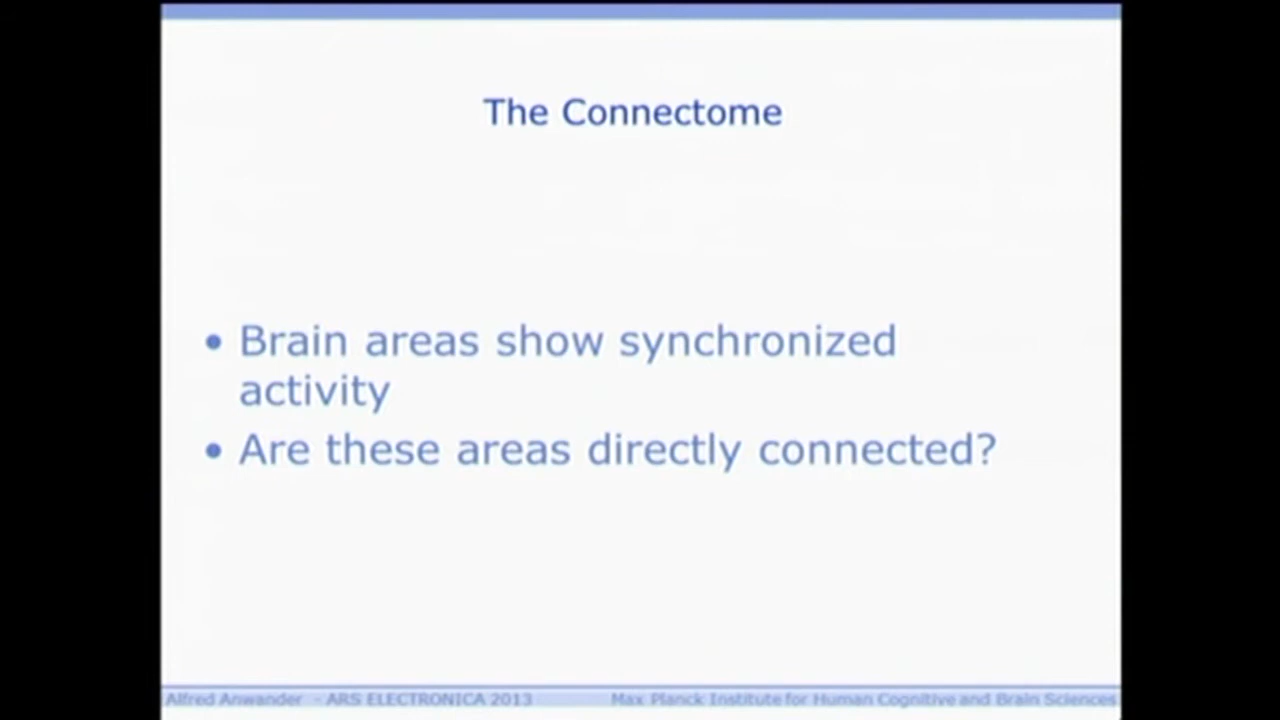 The Connectome
• Brain areas show synchronized
activity
• Are these areas directly connected?
Alfred Anwander - ARS ELECTRONICA 2013 Max Planck Institute for Human Cognitive and Brain Sciences